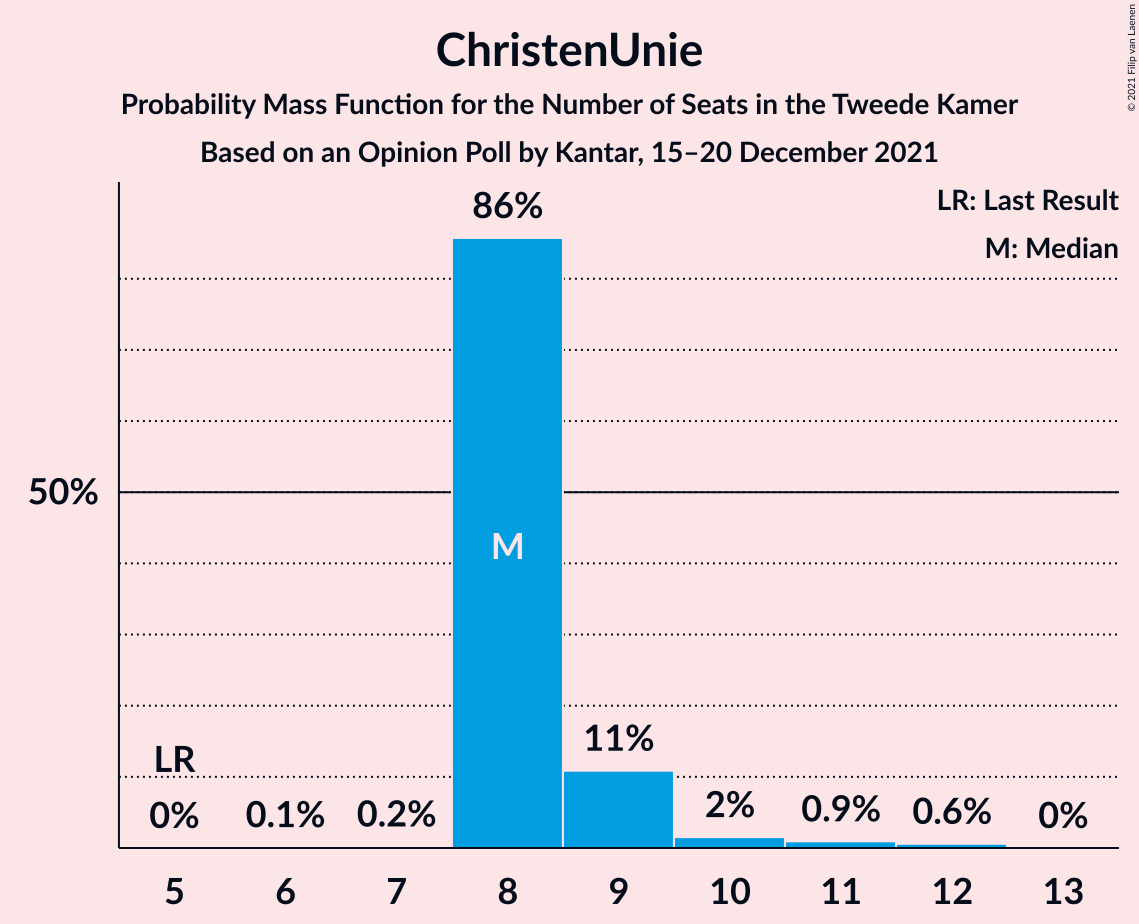 ChristenUnie
Probability Mass Function for the Number of Seats in the Tweede Kamer
Based on an Opinion Poll by Kantar, 15–20 December 2021
© 2021 Filip van Laenen
LR: Last Result
M: Median
86%
50%
M
LR
11%
0% 0.1% 0.2% 2% 0.9% 0.6% 0%
5 6 7 8 9 10 11 12 13